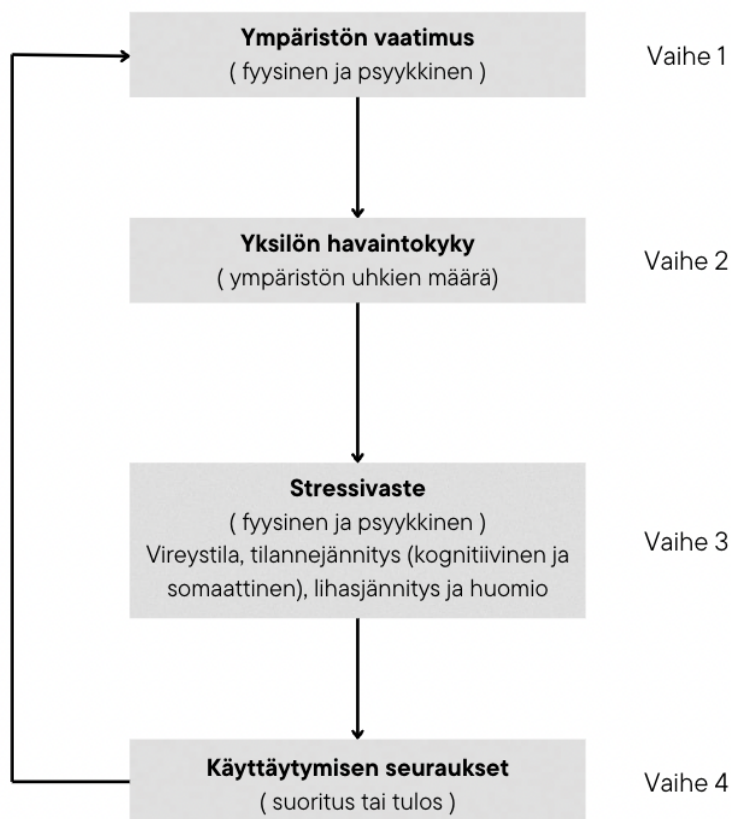 Ympäristön vaatimus
( fyysinen ja psyykkinen )
Vaihe 1
Yksilön havaintokyky
( ympäristön uhkien määrä)
Vaihe 2
Stressivaste
( fyysinen ja psyykkinen )
Vireystila, tilannejännitys (kognitiivinen ja
somaattinen), lihasjännitys ja huomio
Vaihe 3
Käyttäytymisen seuraukset
( suoritus tai tulos )
Vaihe 4